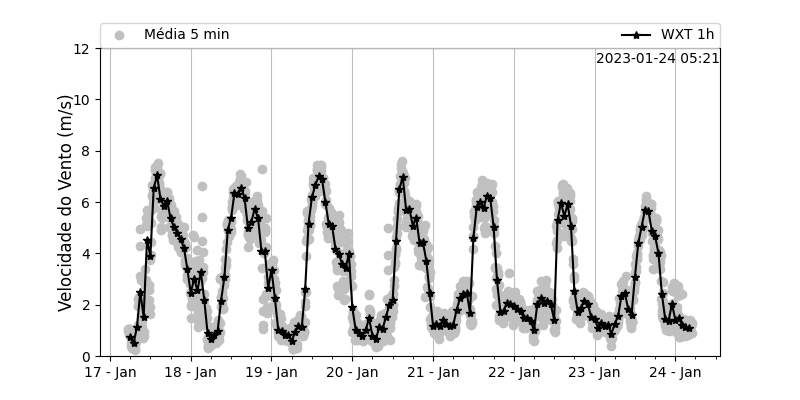 Média 5 min
WXT 1h
2023-01-24 05:21
Velocidade do Vento (m/s)
12
10
8
6
4
2
0
17 - Jan
18 - Jan
19 - Jan
20 - Jan
21 - Jan
22 - Jan
23 - Jan
24 - Jan